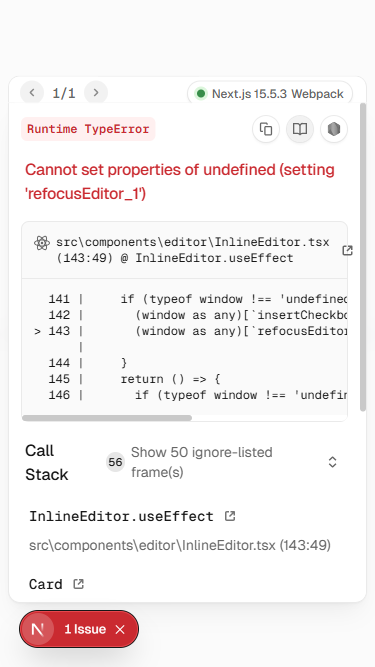 1/1
Next.js 15.5.3 Webpack
Runtime TypeError
Cannot set properties of undefined (setting
'refocusEditor_1')
src\components\editor\InlineEditor.tsx
(143:49) @ InlineEditor.useEffect
141 | if (typeof window !== 'undefined
142 | (window as any)[`insertCheckbo
> 143 | (window as any)[`refocusEditor
|
144 | }
145 | return () => {
146 | if (typeof window !== 'undefin
Call
Stack
56
Show 50 ignore-listed
frame(s)
InlineEditor.useEffect
src\components\editor\InlineEditor.tsx (143:49)
Card
N 1 Issue